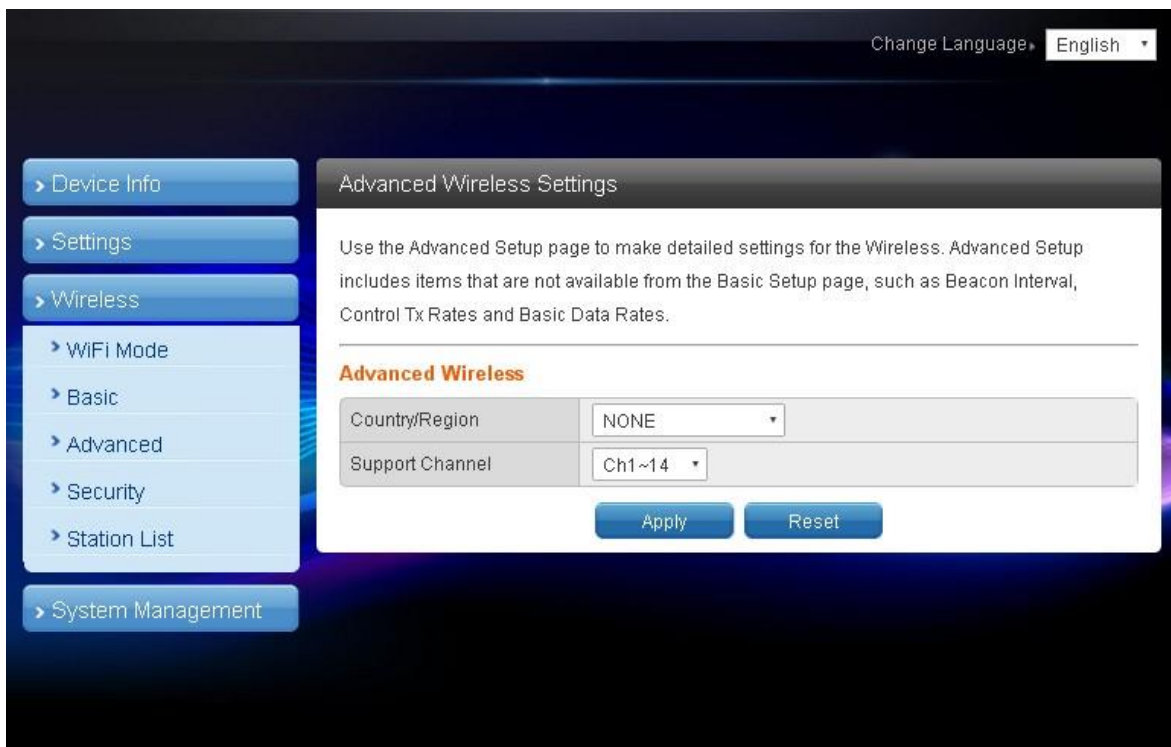 Change Language
English
Device Info
Settings
Wireless
WiFi Mode
Basic
Advanced
Security
Station List
System Management
Advanced Wireless Settings
Use the Advanced Setup page to make detailed settings for the Wireless. Advanced Setup
includes items that are not available from the Basic Setup page, such as Beacon Interval,
Control Tx Rates and Basic Data Rates.
Advanced Wireless
Country/Region NONE
Support Channel Ch1~14
Apply Reset